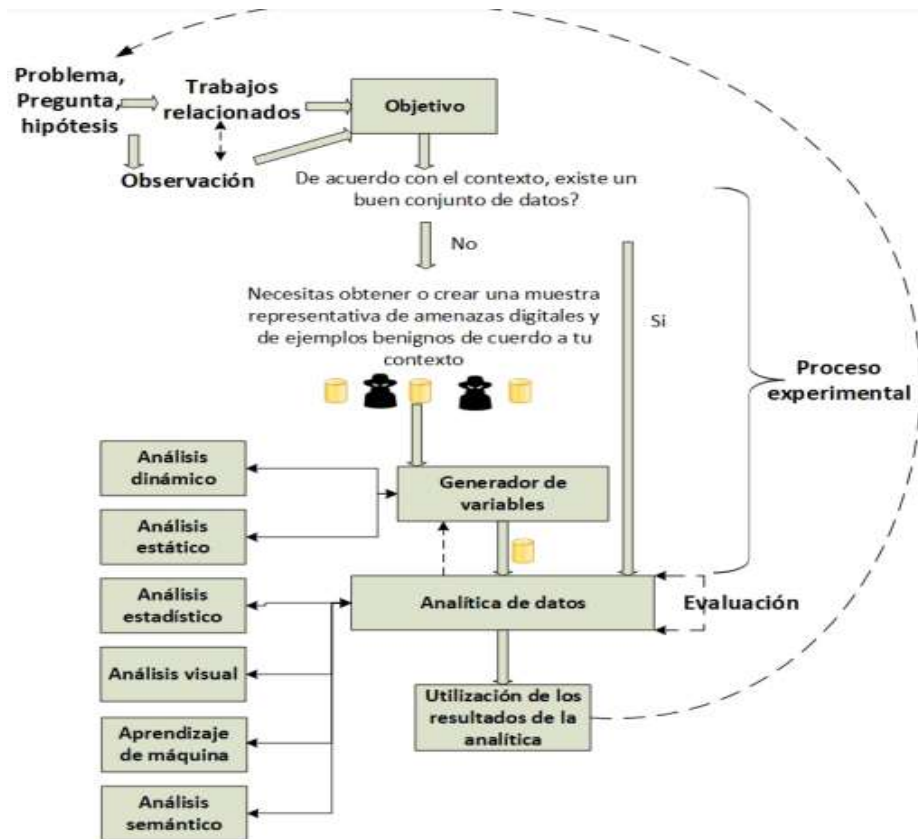 Problema,
Pregunta,
hipótesis
Trabajos
relacionados
Objetivo
Observación
De acuerdo con el contexto, existe un
buen conjunto de datos?
No
Si
Necesitas obtener o crear una muestra
representativa de amenazas digitales y
de ejemplos benignos de cuerdo a tu
contexto
Proceso
experimental
Análisis
dinámico
Generador de
variables
Análisis
estático
Análisis
estadístico
Analítica de datos
Evaluación
Análisis visual
Utilización de los
resultados de la
analítica
Aprendizaje
de máquina
Análisis
semántico